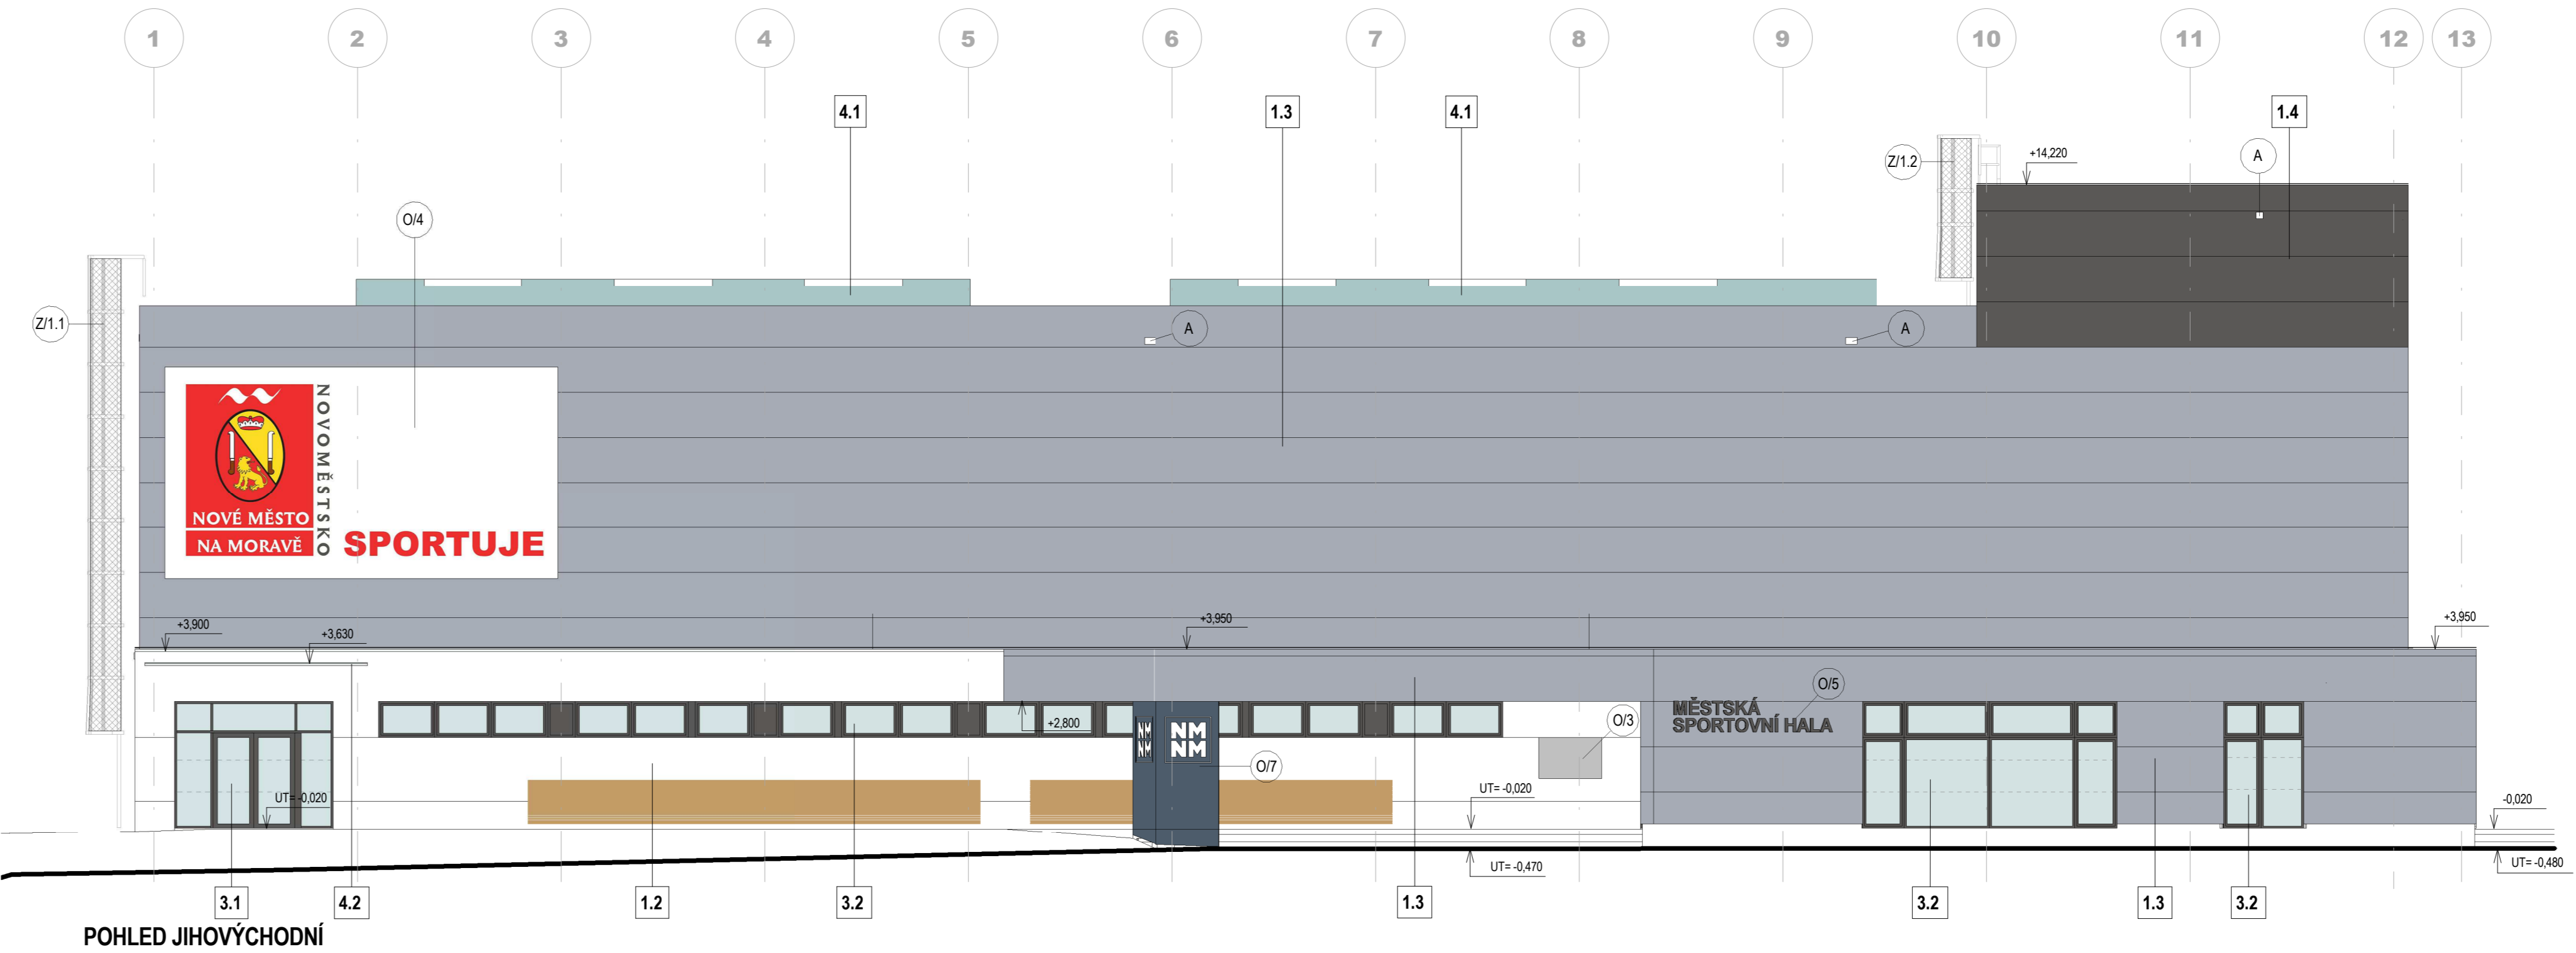 1 2 3 4 5 6 7 8 9 10 11 12 13
4.1 1.3 4.1 1.4
Z/1.2 +14,220 A
O/4
Z/1.1 A A
NOVOMĚSTSKO
NOVÉ MĚSTO
NA MORAVĚ
SPORTUJE
+3,900 +3,630 +3,950 +3,950
O/5
MĚSTSKÁ
SPORTOVNÍ HALA
+2,800 O/3
NM NM
NM NM
O/7
UT= -0,020 UT= -0,020 -0,020
UT= -0,470 UT= -0,480
3.1 4.2 1.2 3.2 1.3 3.2 1.3 3.2
POHLED JIHOVÝCHODNÍ